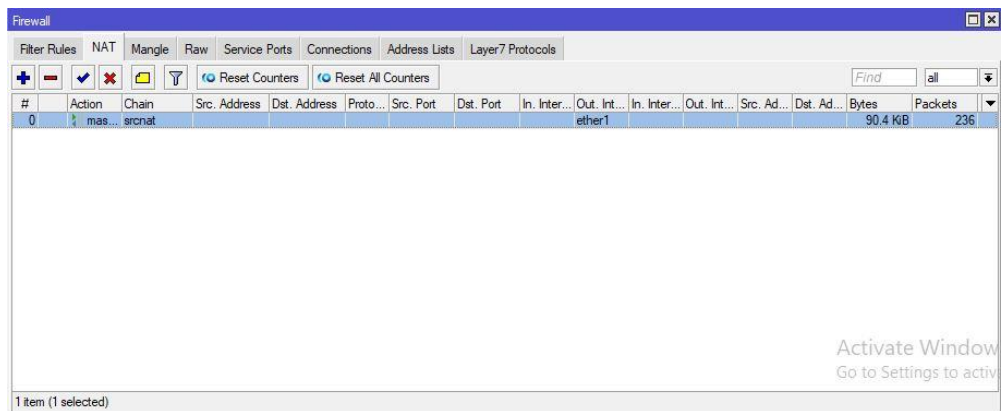 Firewall
Filter Rules NAT Mangle Raw Service Ports Connections Address Lists Layer7 Protocols
Reset Counters Reset All Counters Find all
# Action Chain Src. Address Dst. Address Proto... Src. Port Dst. Port In. Inter... Out. Int... In. Inter... Out. Int... Src. Ad... Dst. Ad... Bytes Packets
0 mas... srcnat ether1 90.4 KiB 236
Activate Window
Go to Settings to activ
1 item (1 selected)